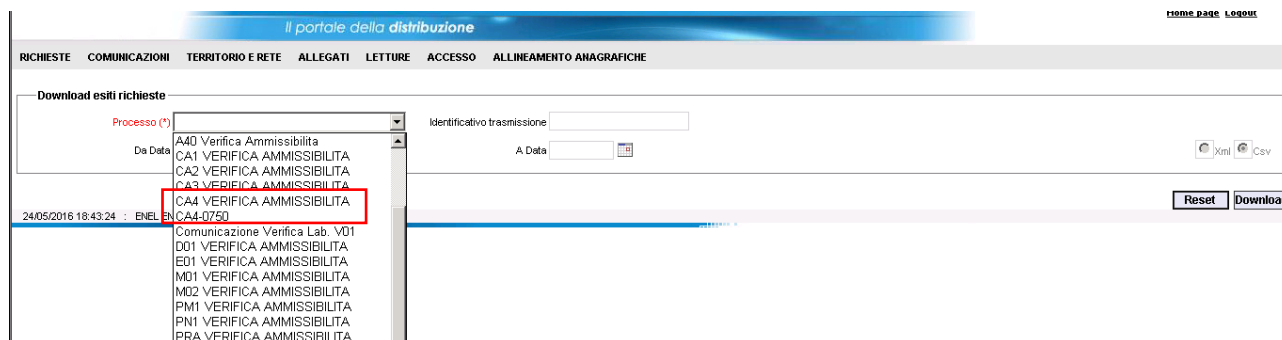 Home page Logout
Il portale della distribuzione
RICHIESTE COMUNICAZIONI TERRITORIO E RETE ALLEGATI LETTURE ACCESSO ALLINEAMENTO ANAGRAFICHE
Download esiti richieste
Processo (*) Identificativo trasmissione
A40 Verifica Ammissibilita
Da Data A Data Xml Csv
CA1 VERIFICA AMMISSIBILITA
CA2 VERIFICA AMMISSIBILITA
CA3 VERIFICA AMMISSIBILITA
CA4 VERIFICA AMMISSIBILITA
Reset Downloa
24/05/2016 18:43:24 : ENEL EN CA4-0750
Comunicazione Verifica Lab. V01
D01 VERIFICA AMMISSIBILITA
E01 VERIFICA AMMISSIBILITA
M01 VERIFICA AMMISSIBILITA
M02 VERIFICA AMMISSIBILITA
PM1 VERIFICA AMMISSIBILITA
PN1 VERIFICA AMMISSIBILITA
PRA VERIFICA AMMISSIBILITA